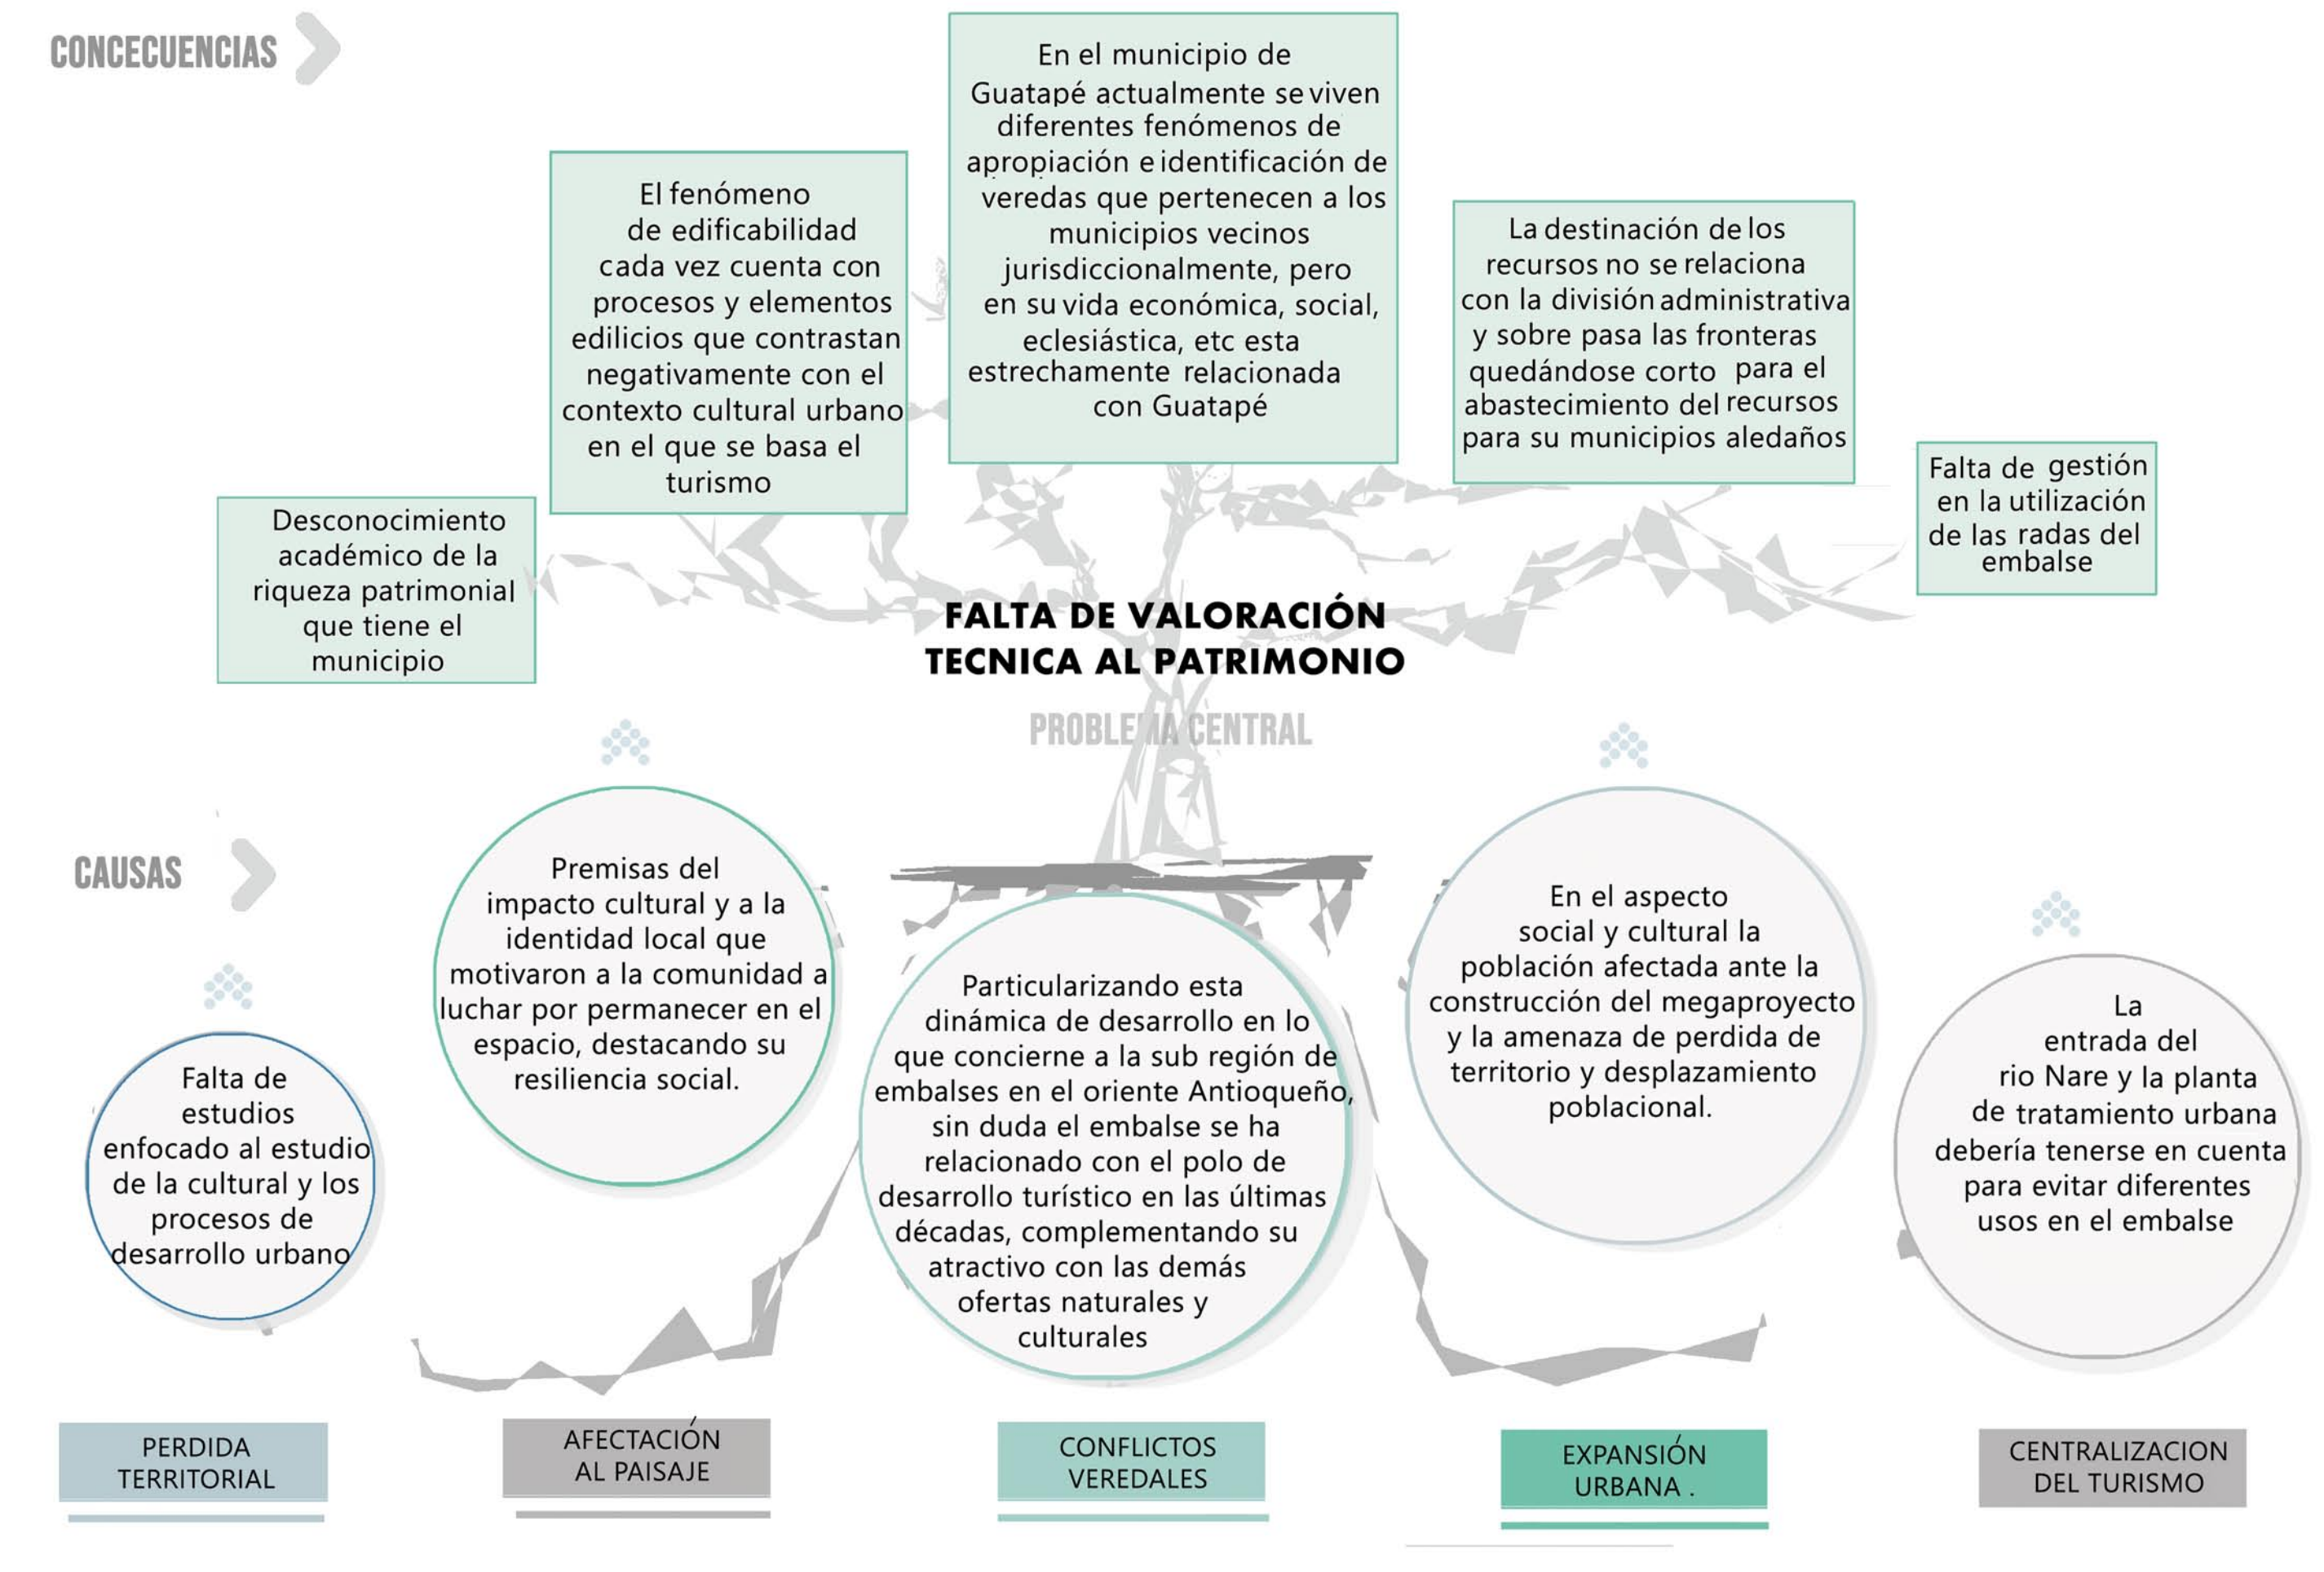 CONCECUENCIAS
En el municipio de
Guatapé actualmente se viven
diferentes fenómenos de
apropiación e identificación de
veredas que pertenecen a los
municipios vecinos
jurisdiccionalmente, pero
en su vida económica, social,
eclesiástica, etc esta
estrechamente relacionada
con Guatapé
El fenómeno
de edificabilidad
cada vez cuenta con
procesos y elementos
edilicios que contrastan
negativamente con el
contexto cultural urbano
en el que se basa el
turismo
La destinación de los
recursos no se relaciona
con la división administrativa
y sobre pasa las fronteras
quedándose corto para el
abastecimiento del recursos
para su municipios aledaños
Falta de gestión
en la utilización
de las radas del
embalse
Desconocimiento
académico de la
riqueza patrimonial
que tiene el
municipio
FALTA DE VALORACIÓN
TECNICA AL PATRIMONIO
PROBLEMA CENTRAL
CAUSAS
Falta de
estudios
enfocado al estudio
de la cultural y los
procesos de
desarrollo urbano
Premisas del
impacto cultural y a la
identidad local que
motivaron a la comunidad a
luchar por permanecer en el
espacio, destacando su
resiliencia social.
Particularizando esta
dinámica de desarrollo en lo
que concierne a la sub región de
embalses en el oriente Antioqueño,
sin duda el embalse se ha
relacionado con el polo de
desarrollo turístico en las últimas
décadas, complementando su
atractivo con las demás
ofertas naturales y
culturales
En el aspecto
social y cultural la
población afectada ante la
construcción del megaproyecto
y la amenaza de perdida de
territorio y desplazamiento
poblacional.
La
entrada del
rio Nare y la planta
de tratamiento urbana
debería tenerse en cuenta
para evitar diferentes
usos en el embalse
PERDIDA
TERRITORIAL
AFECTACIÓN
AL PAISAJE
CONFLICTOS
VEREDALES
EXPANSIÓN
URBANA .
CENTRALIZACION
DEL TURISMO